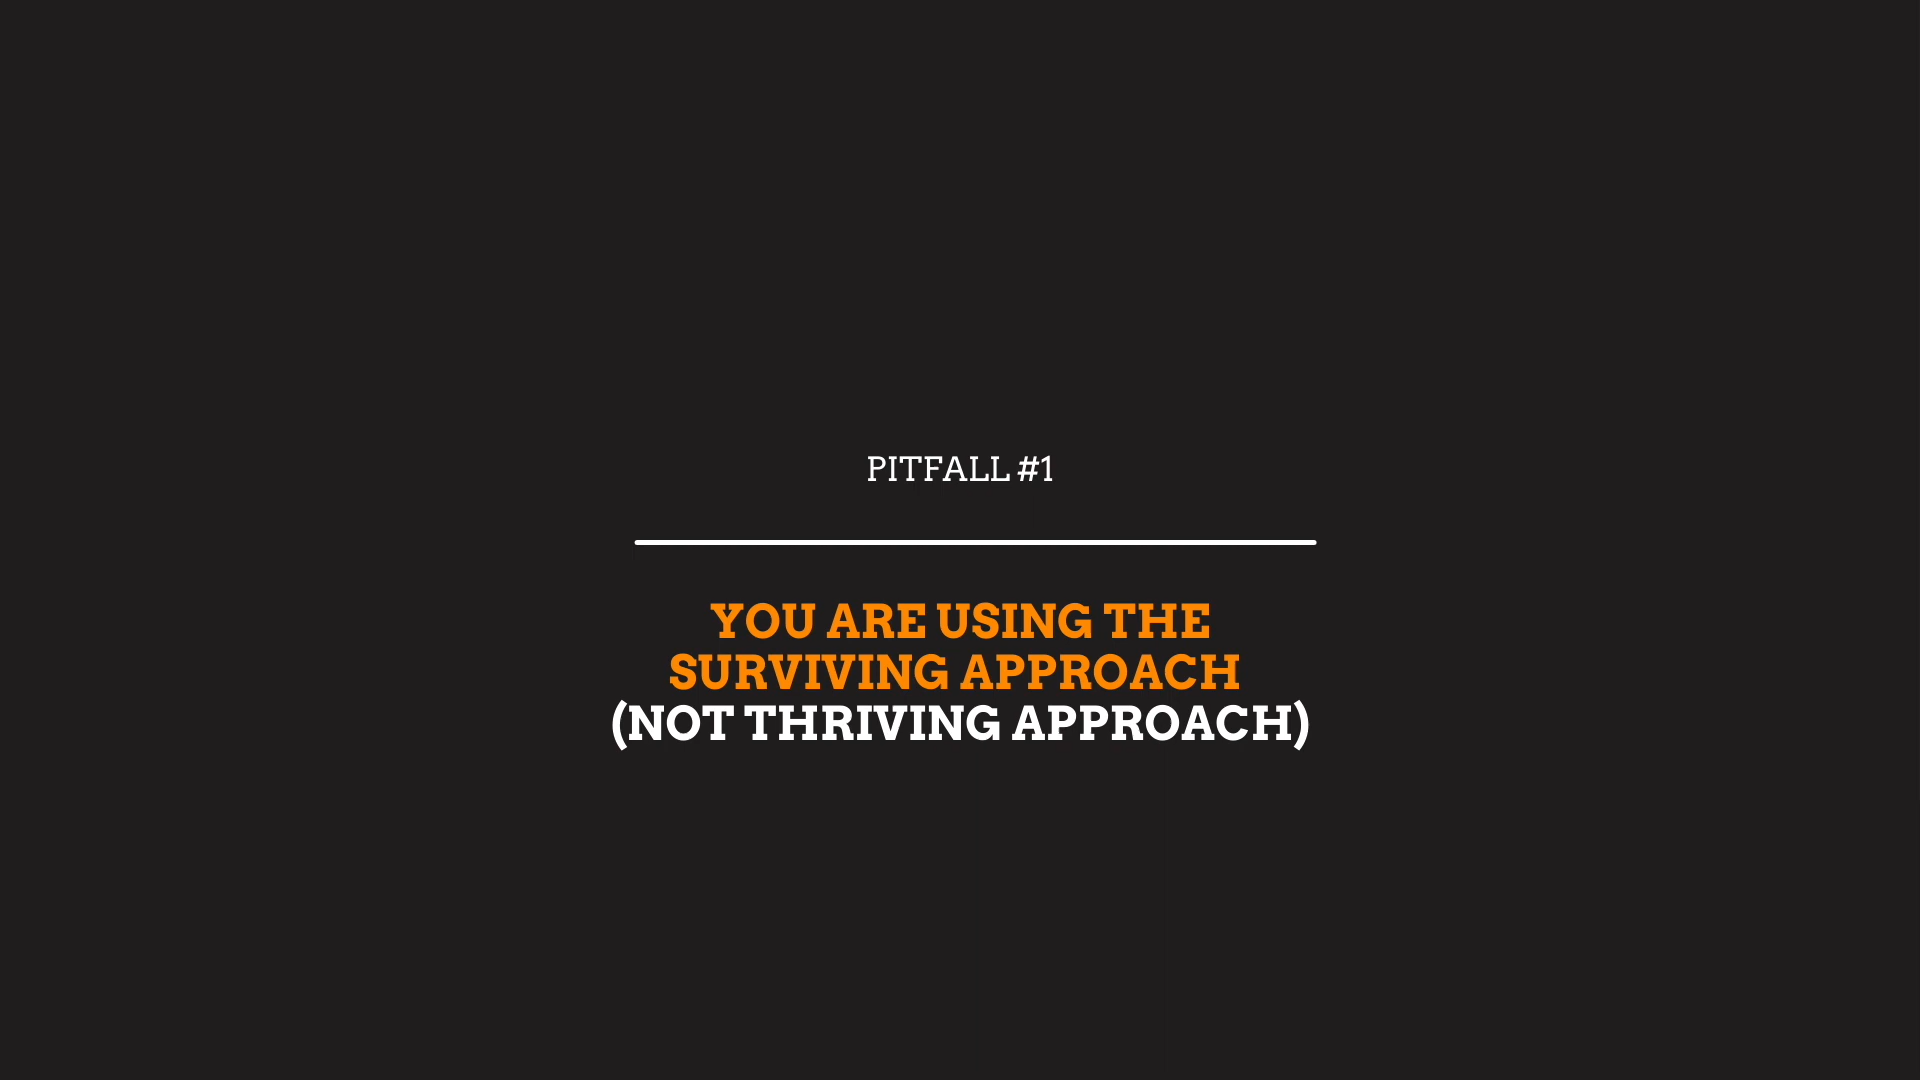 PITFALL #1
YOU ARE USING THE
SURVIVING APPROACH
(NOT THRIVING APPROACH)